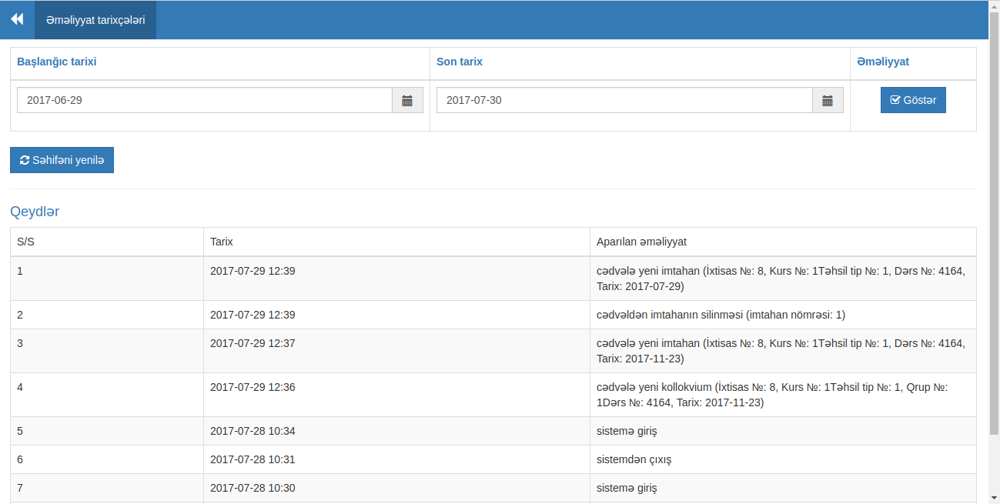 Əməliyyat tarixçələri
Başlanğıc tarixi Son tarix Əməliyyat
2017-06-29 2017-07-30 Göstər
Səhifəni yenilə
Qeydlər
S/S Tarix Aparılan əməliyyat
1 2017-07-29 12:39 cədvələ yeni imtahan (İxtisas №: 8, Kurs №: 1Təhsil tip №: 1, Dərs №: 4164,
Tarix: 2017-07-29)
2 2017-07-29 12:39 cədvəldən imtahanın silinməsi (imtahan nömrəsi: 1)
3 2017-07-29 12:37 cədvələ yeni imtahan (İxtisas №: 8, Kurs №: 1Təhsil tip №: 1, Dərs №: 4164,
Tarix: 2017-11-23)
4 2017-07-29 12:36 cədvələ yeni kollokvium (İxtisas №: 8, Kurs №: 1Təhsil tip №: 1, Qrup №:
1Dərs №: 4164, Tarix: 2017-11-23)
5 2017-07-28 10:34 sistemə giriş
6 2017-07-28 10:31 sistemdən çıxış
7 2017-07-28 10:30 sistemə giriş